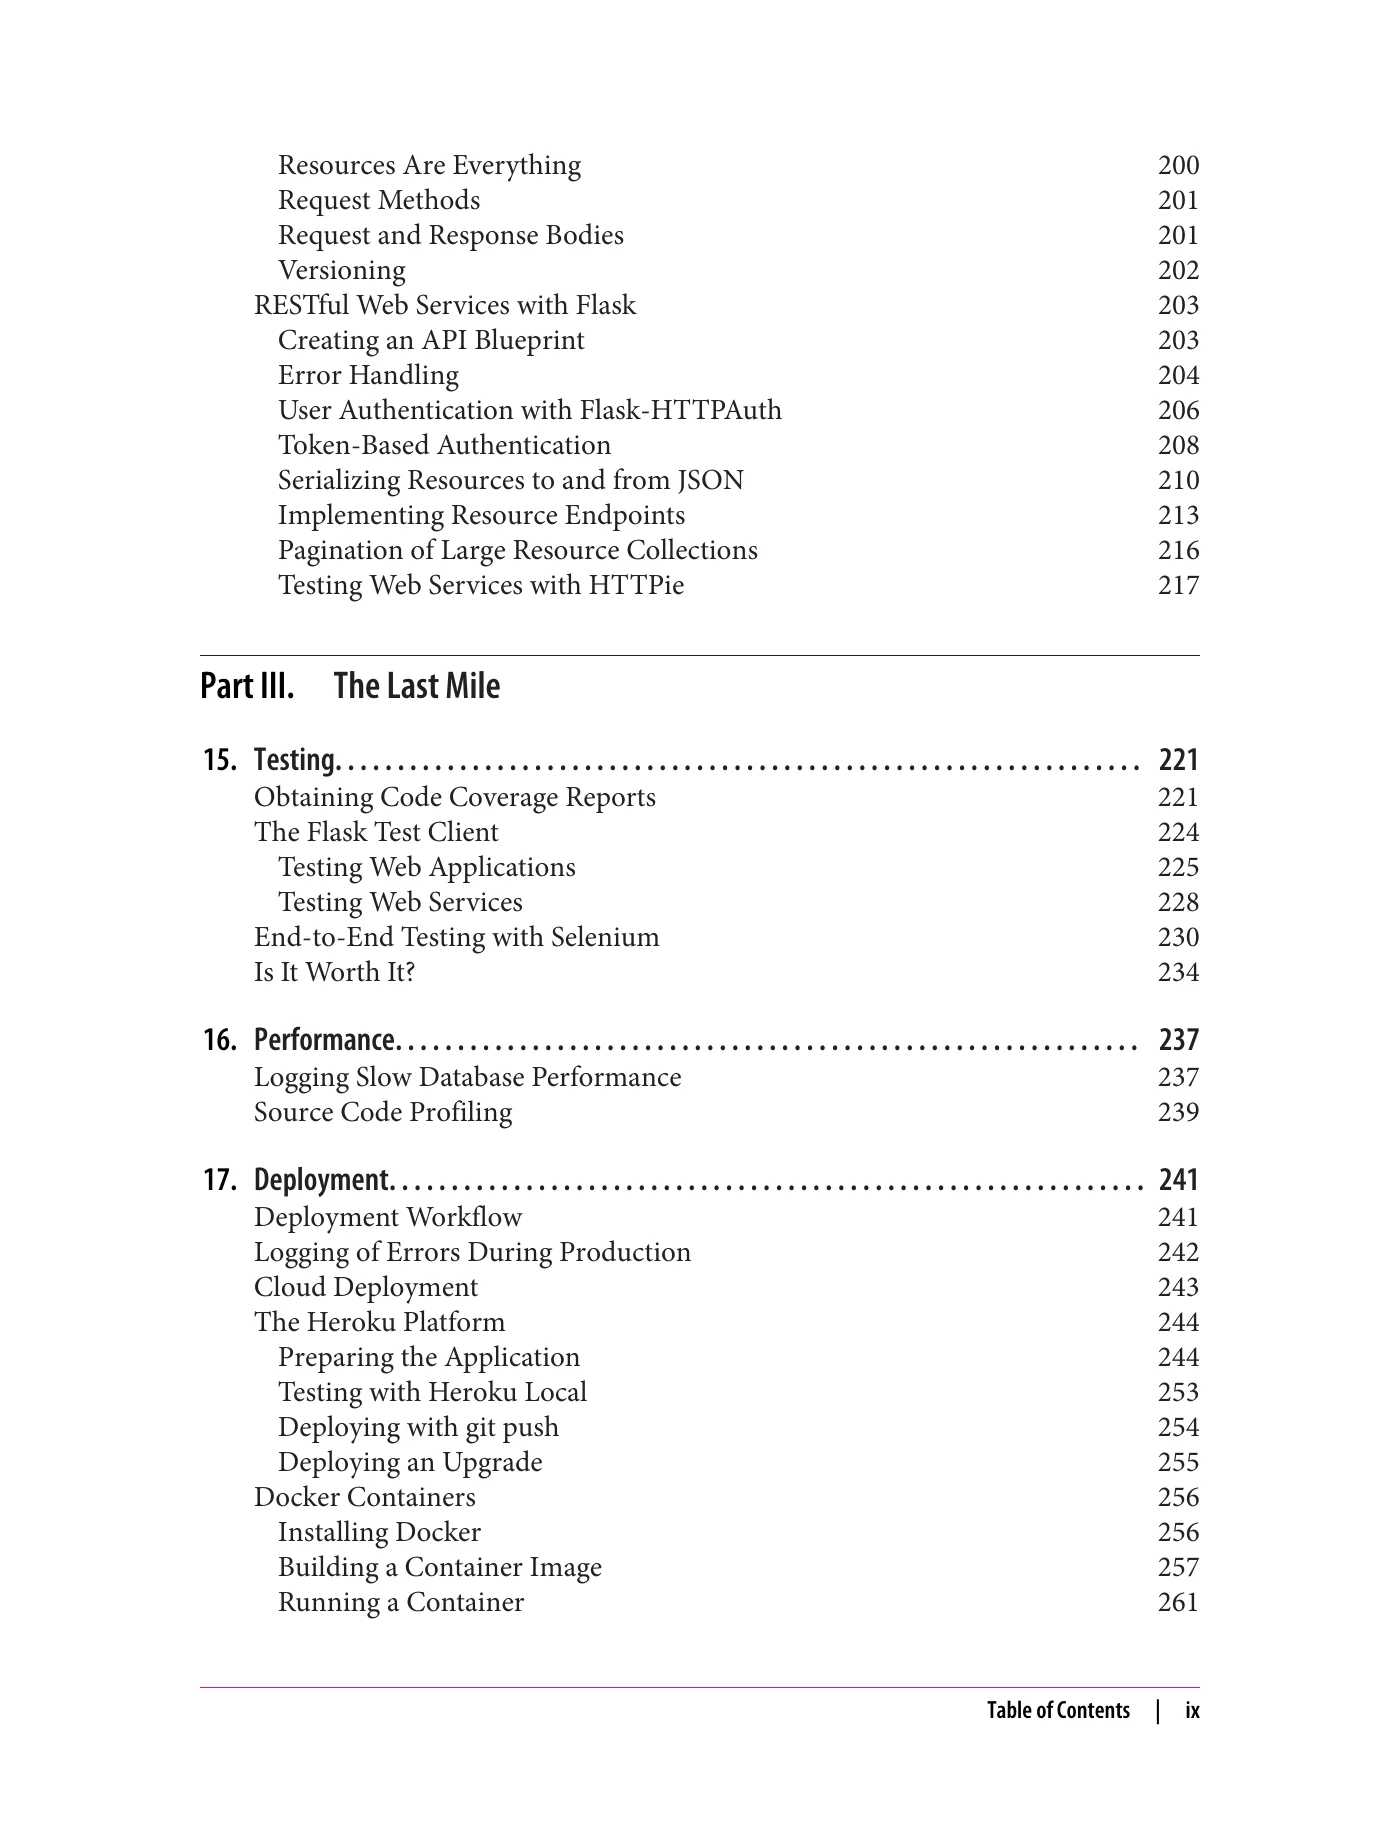 Resources Are Everything 200
Request Methods 201
Request and Response Bodies 201
Versioning 202
RESTful Web Services with Flask 203
Creating an API Blueprint 203
Error Handling 204
User Authentication with Flask-HTTPAuth 206
Token-Based Authentication 208
Serializing Resources to and from JSON 210
Implementing Resource Endpoints 213
Pagination of Large Resource Collections 216
Testing Web Services with HTTPie 217
Part III. The Last Mile
15. Testing. . . . . . . . . . . . . . . . . . . . . . . . . . . . . . . . . . . . . . . . . . . . . . . . . . . . . . . . . . . . . . . . . 221
Obtaining Code Coverage Reports 221
The Flask Test Client 224
Testing Web Applications 225
Testing Web Services 228
End-to-End Testing with Selenium 230
Is It Worth It? 234
16. Performance. . . . . . . . . . . . . . . . . . . . . . . . . . . . . . . . . . . . . . . . . . . . . . . . . . . . . . . . . . . . 237
Logging Slow Database Performance 237
Source Code Profiling 239
17. Deployment. . . . . . . . . . . . . . . . . . . . . . . . . . . . . . . . . . . . . . . . . . . . . . . . . . . . . . . . . . . . . 241
Deployment Workflow 241
Logging of Errors During Production 242
Cloud Deployment 243
The Heroku Platform 244
Preparing the Application 244
Testing with Heroku Local 253
Deploying with git push 254
Deploying an Upgrade 255
Docker Containers 256
Installing Docker 256
Building a Container Image 257
Running a Container 261
Table of Contents | ix